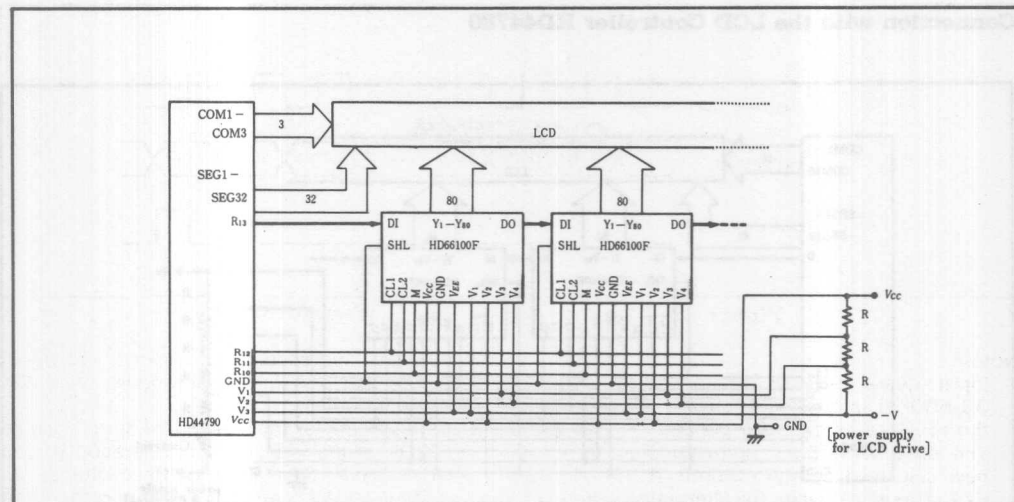 Connection with the LCD Controller HD44780
COM1 -
COM3
3
LCD
SEG1 -
SEG32
32
80
80
R13
DI
Y1 - Y80
DO
SHL
HD66100F
CL1
CL2
M
VCC
GND
VEE
V1
V2
V3
V4
DI
Y1 - Y80
DO
SHL
HD66100F
CL1
CL2
M
VCC
GND
VEE
V1
V2
V3
V4
R12
R11
R10
GND
V1
V2
V3
Vcc
HD44790
Vcc
R
R
R
-V
GND
[power supply
for LCD drive]